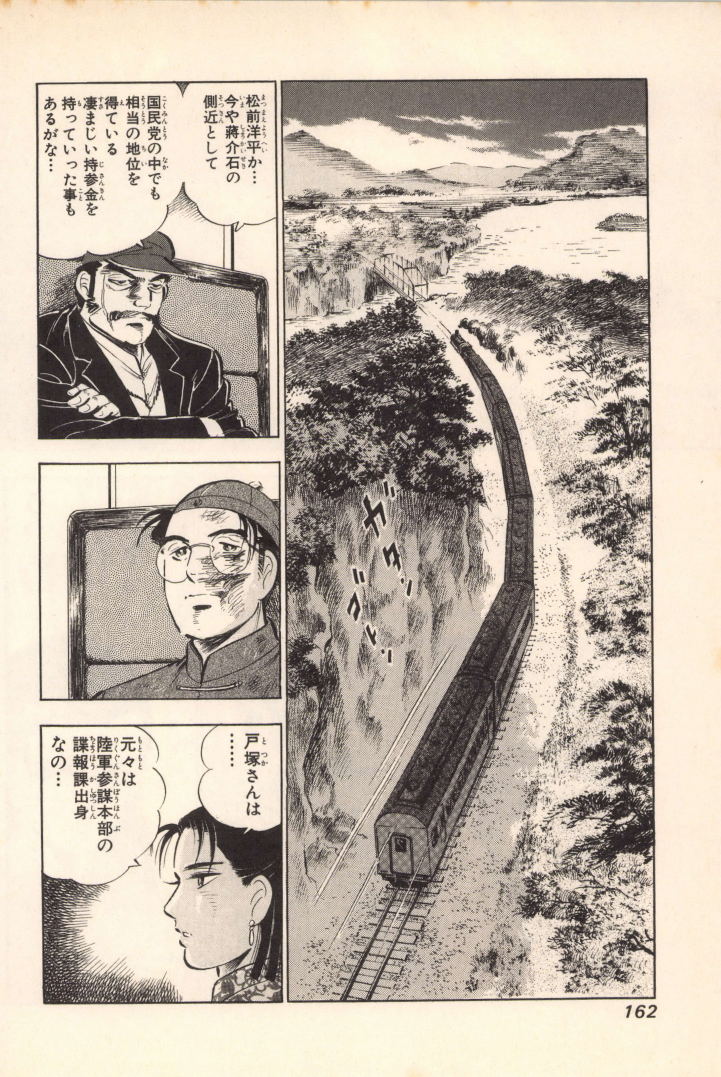 ガタン
ゴトン
松前洋平か…
今や蔣介石の
側近として
国民党の中でも
相当の地位を
得ている
凄まじい持参金を
持っていった事も
あるがな…
戸塚さんは
……
元々は
陸軍参謀本部の
諜報課出身
なの…
162